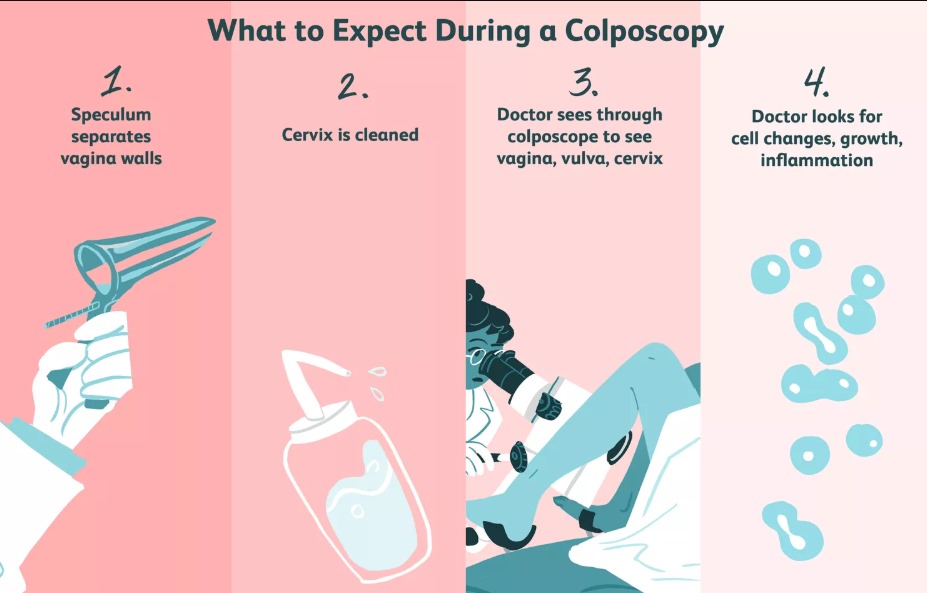 What to Expect During a Colposcopy
1.
Speculum
separates
vagina walls
2.
Cervix is cleaned
3.
Doctor sees through
colposcope to see
vagina, vulva, cervix
4.
Doctor looks for
cell changes, growth,
inflammation